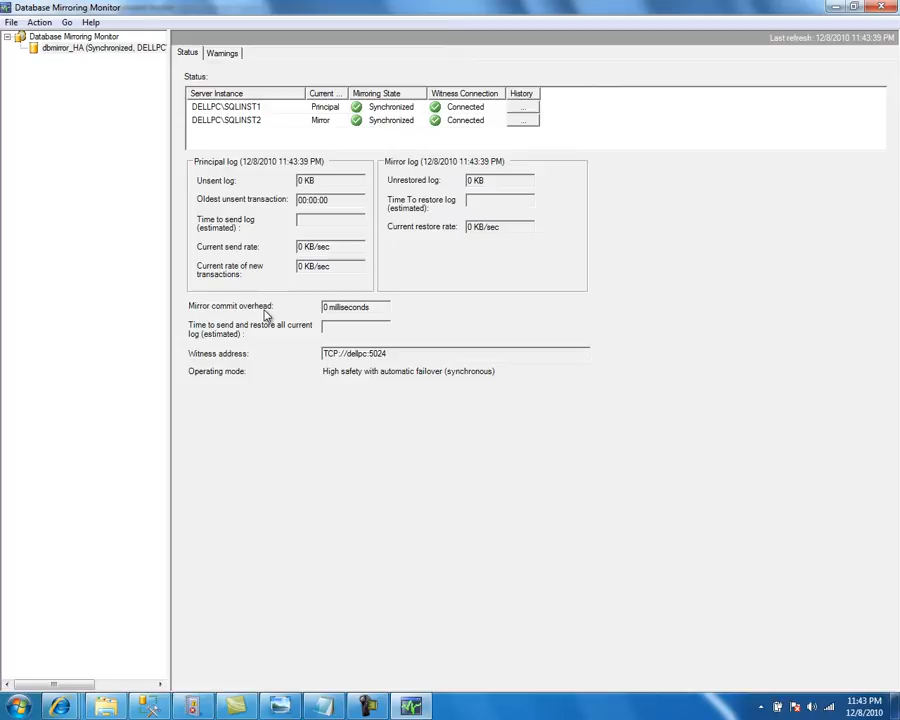 Database Mirroring Monitor
File Action Go Help
Database Mirroring Monitor
dbmirror_HA (Synchronized, DELLPC
Last refresh: 12/8/2010 11:43:39 PM
Status Warnings
Status:
Server Instance Current ... Mirroring State Witness Connection History
DELLPC\SQLINST1 Principal Synchronized Connected ...
DELLPC\SQLINST2 Mirror Synchronized Connected ...
Principal log (12/8/2010 11:43:39 PM)
Unsent log: 0 KB
Oldest unsent transaction: 00:00:00
Time to send log
(estimated) :
Current send rate: 0 KB/sec
Current rate of new
transactions: 0 KB/sec
Mirror log (12/8/2010 11:43:39 PM)
Unrestored log: 0 KB
Time To restore log
(estimated):
Current restore rate: 0 KB/sec
Mirror commit overhead: 0 milliseconds
Time to send and restore all current
log (estimated) :
Witness address: TCP://dellpc:5024
Operating mode: High safety with automatic failover (synchronous)
11:43 PM
12/8/2010